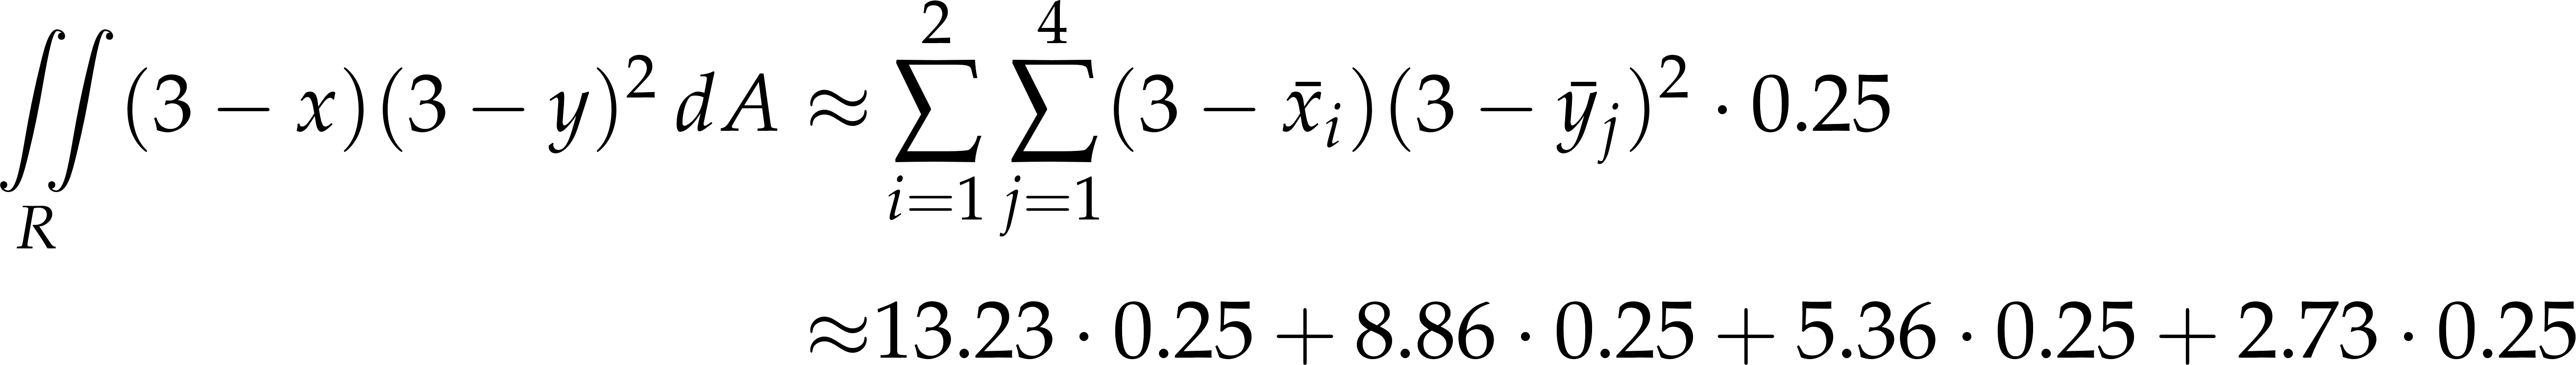 ∬_R (3 − x)(3 − y)² dA ≈ ∑_{i=1}^{2} ∑_{j=1}^{4} (3 − x̄_i)(3 − ȳ_j)² · 0.25
≈ 13.23 · 0.25 + 8.86 · 0.25 + 5.36 · 0.25 + 2.73 · 0.25